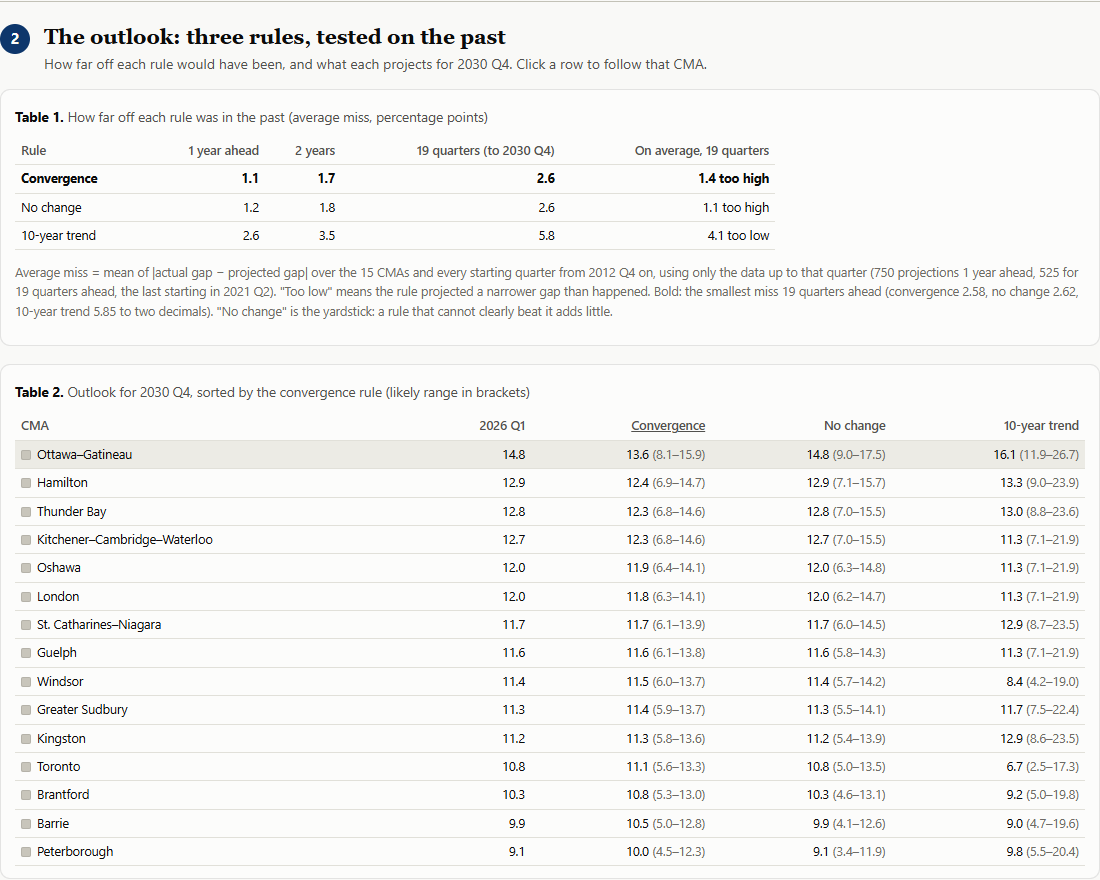 2
The outlook: three rules, tested on the past
How far off each rule would have been, and what each projects for 2030 Q4. Click a row to follow that CMA.
Table 1. How far off each rule was in the past (average miss, percentage points)
Rule 1 year ahead 2 years 19 quarters (to 2030 Q4) On average, 19 quarters
Convergence 1.1 1.7 2.6 1.4 too high
No change 1.2 1.8 2.6 1.1 too high
10-year trend 2.6 3.5 5.8 4.1 too low
Average miss = mean of |actual gap − projected gap| over the 15 CMAs and every starting quarter from 2012 Q4 on, using only the data up to that quarter (750 projections 1 year ahead, 525 for
19 quarters ahead, the last starting in 2021 Q2). "Too low" means the rule projected a narrower gap than happened. Bold: the smallest miss 19 quarters ahead (convergence 2.58, no change 2.62,
10-year trend 5.85 to two decimals). "No change" is the yardstick: a rule that cannot clearly beat it adds little.
Table 2. Outlook for 2030 Q4, sorted by the convergence rule (likely range in brackets)
CMA 2026 Q1 Convergence No change 10-year trend
Ottawa–Gatineau 14.8 13.6 (8.1–15.9) 14.8 (9.0–17.5) 16.1 (11.9–26.7)
Hamilton 12.9 12.4 (6.9–14.7) 12.9 (7.1–15.7) 13.3 (9.0–23.9)
Thunder Bay 12.8 12.3 (6.8–14.6) 12.8 (7.0–15.5) 13.0 (8.8–23.6)
Kitchener–Cambridge–Waterloo 12.7 12.3 (6.8–14.6) 12.7 (7.0–15.5) 11.3 (7.1–21.9)
Oshawa 12.0 11.9 (6.4–14.1) 12.0 (6.3–14.8) 11.3 (7.1–21.9)
London 12.0 11.8 (6.3–14.1) 12.0 (6.2–14.7) 11.3 (7.1–21.9)
St. Catharines–Niagara 11.7 11.7 (6.1–13.9) 11.7 (6.0–14.5) 12.9 (8.7–23.5)
Guelph 11.6 11.6 (6.1–13.8) 11.6 (5.8–14.3) 11.3 (7.1–21.9)
Windsor 11.4 11.5 (6.0–13.7) 11.4 (5.7–14.2) 8.4 (4.2–19.0)
Greater Sudbury 11.3 11.4 (5.9–13.7) 11.3 (5.5–14.1) 11.7 (7.5–22.4)
Kingston 11.2 11.3 (5.8–13.6) 11.2 (5.4–13.9) 12.9 (8.6–23.5)
Toronto 10.8 11.1 (5.6–13.3) 10.8 (5.0–13.5) 6.7 (2.5–17.3)
Brantford 10.3 10.8 (5.3–13.0) 10.3 (4.6–13.1) 9.2 (5.0–19.8)
Barrie 9.9 10.5 (5.0–12.8) 9.9 (4.1–12.6) 9.0 (4.7–19.6)
Peterborough 9.1 10.0 (4.5–12.3) 9.1 (3.4–11.9) 9.8 (5.5–20.4)